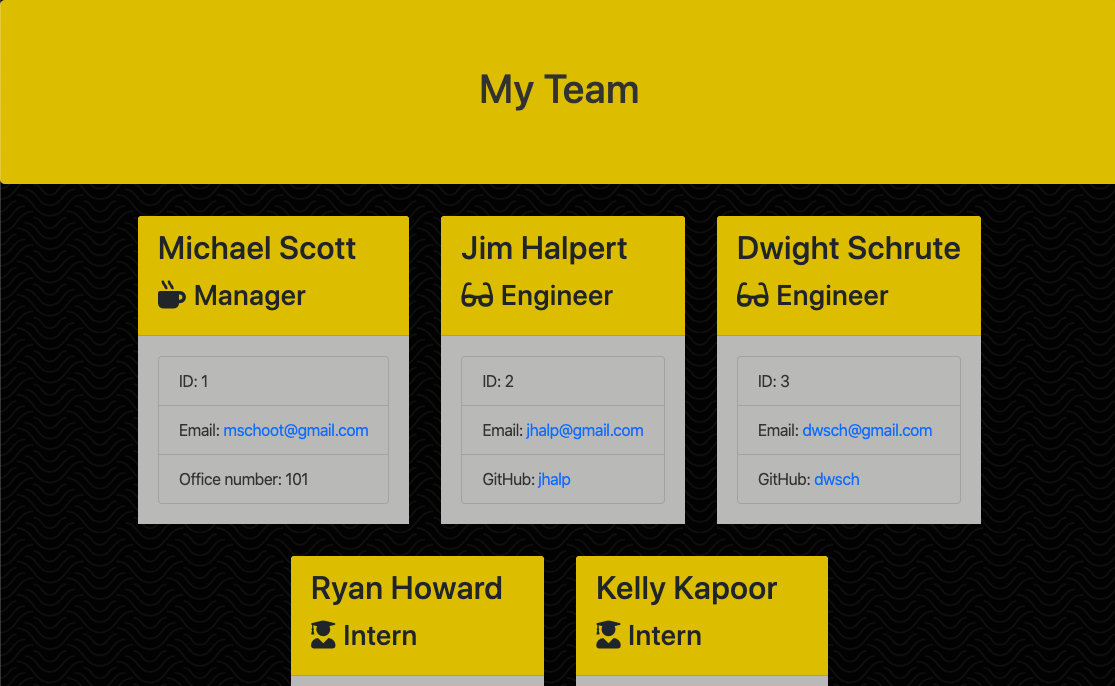 My Team
Michael Scott
Manager
ID: 1
Email: mschoot@gmail.com
Office number: 101
Jim Halpert
Engineer
ID: 2
Email: jhalp@gmail.com
GitHub: jhalp
Dwight Schrute
Engineer
ID: 3
Email: dwsch@gmail.com
GitHub: dwsch
Ryan Howard
Intern
Kelly Kapoor
Intern